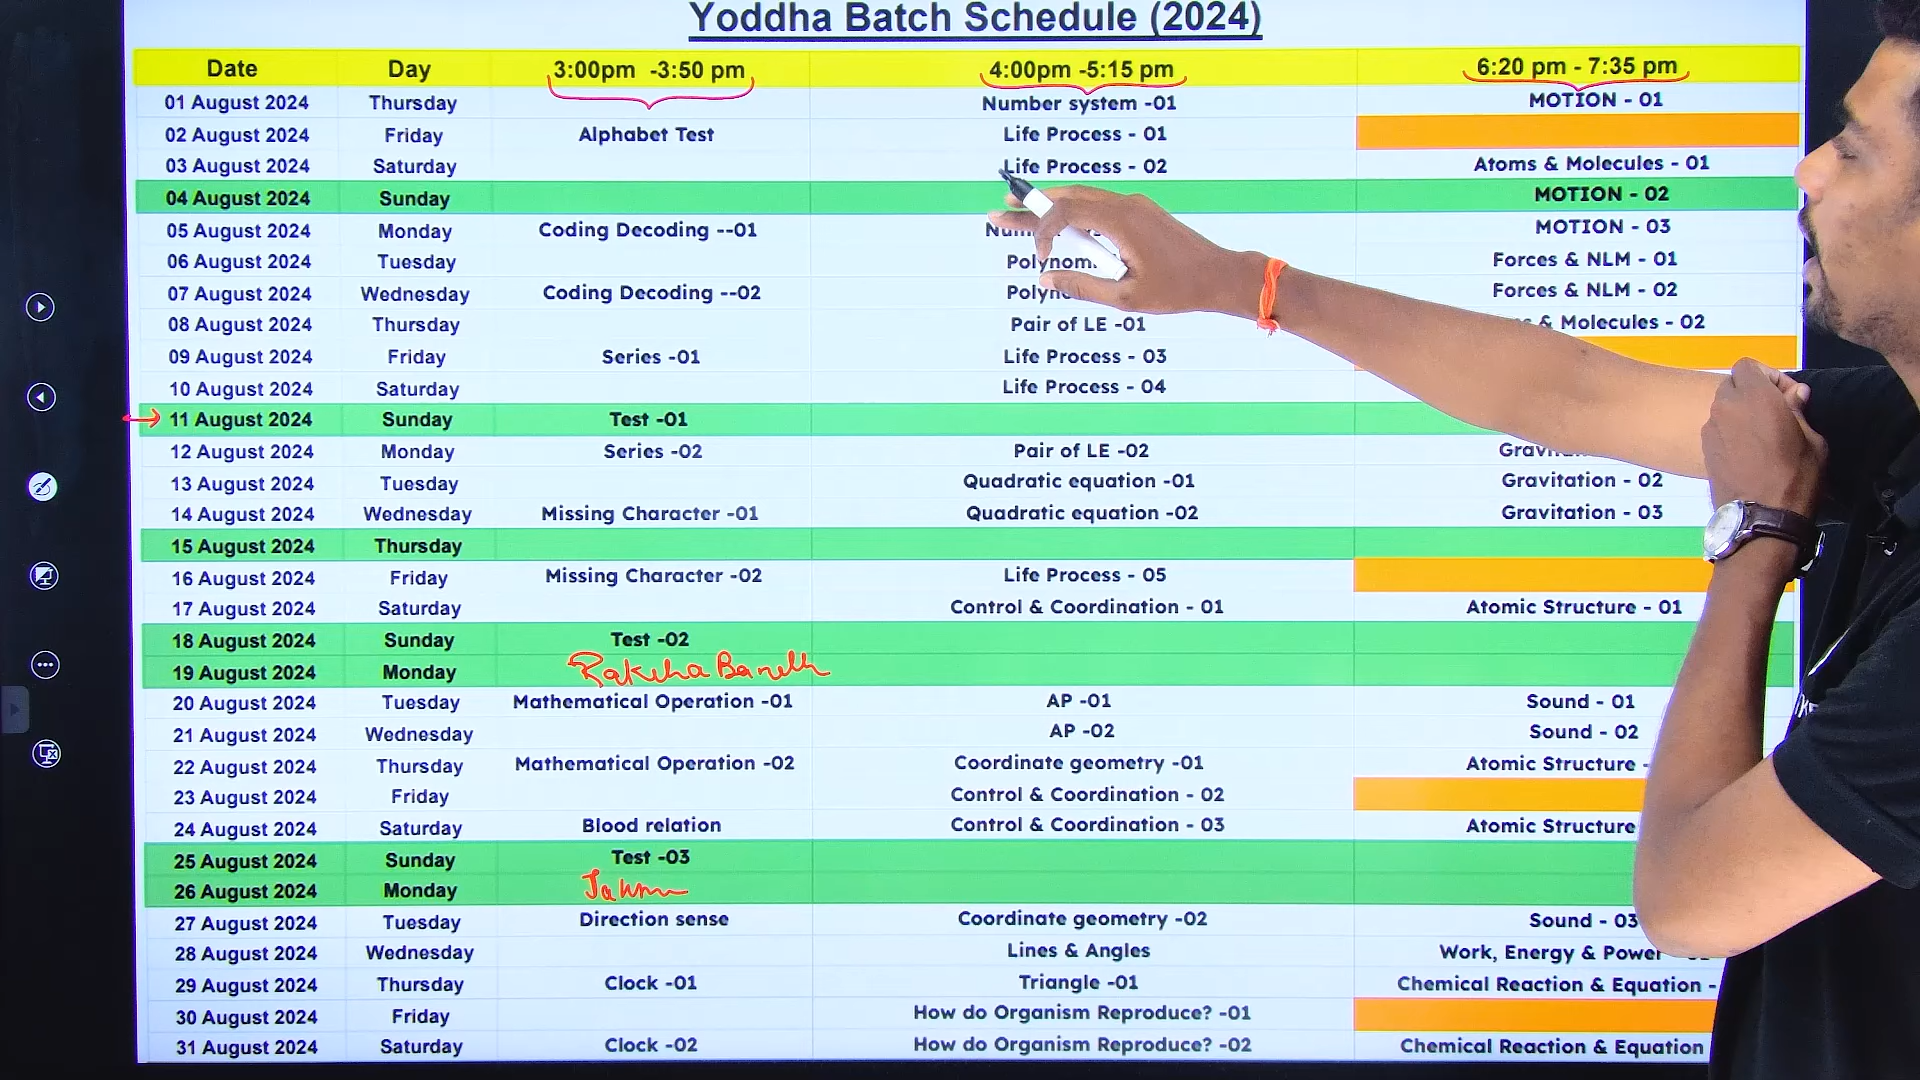 Yoddha Batch Schedule (2024)
Date Day 3:00pm -3:50 pm 4:00pm -5:15 pm 6:20 pm - 7:35 pm
01 August 2024 Thursday Number system -01 MOTION - 01
02 August 2024 Friday Alphabet Test Life Process - 01
03 August 2024 Saturday Life Process - 02 Atoms & Molecules - 01
04 August 2024 Sunday MOTION - 02
05 August 2024 Monday Coding Decoding --01 MOTION - 03
06 August 2024 Tuesday Forces & NLM - 01
07 August 2024 Wednesday Coding Decoding --02 Forces & NLM - 02
08 August 2024 Thursday Pair of LE -01 & Molecules - 02
09 August 2024 Friday Series -01 Life Process - 03
10 August 2024 Saturday Life Process - 04
11 August 2024 Sunday Test -01
12 August 2024 Monday Series -02 Pair of LE -02
13 August 2024 Tuesday Quadratic equation -01 Gravitation - 02
14 August 2024 Wednesday Missing Character -01 Quadratic equation -02 Gravitation - 03
15 August 2024 Thursday
16 August 2024 Friday Missing Character -02 Life Process - 05
17 August 2024 Saturday Control & Coordination - 01 Atomic Structure - 01
18 August 2024 Sunday Test -02
19 August 2024 Monday Raksha
20 August 2024 Tuesday Mathematical Operation -01 AP -01 Sound - 01
21 August 2024 Wednesday AP -02 Sound - 02
22 August 2024 Thursday Mathematical Operation -02 Coordinate geometry -01 Atomic Structure -
23 August 2024 Friday Control & Coordination - 02
24 August 2024 Saturday Blood relation Control & Coordination - 03 Atomic Structure
25 August 2024 Sunday Test -03
26 August 2024 Monday
27 August 2024 Tuesday Direction sense Coordinate geometry -02 Sound - 03
28 August 2024 Wednesday Lines & Angles Work, Energy & Power
29 August 2024 Thursday Clock -01 Triangle -01 Chemical Reaction & Equation -
30 August 2024 Friday How do Organism Reproduce? -01
31 August 2024 Saturday Clock -02 How do Organism Reproduce? -02 Chemical Reaction & Equation